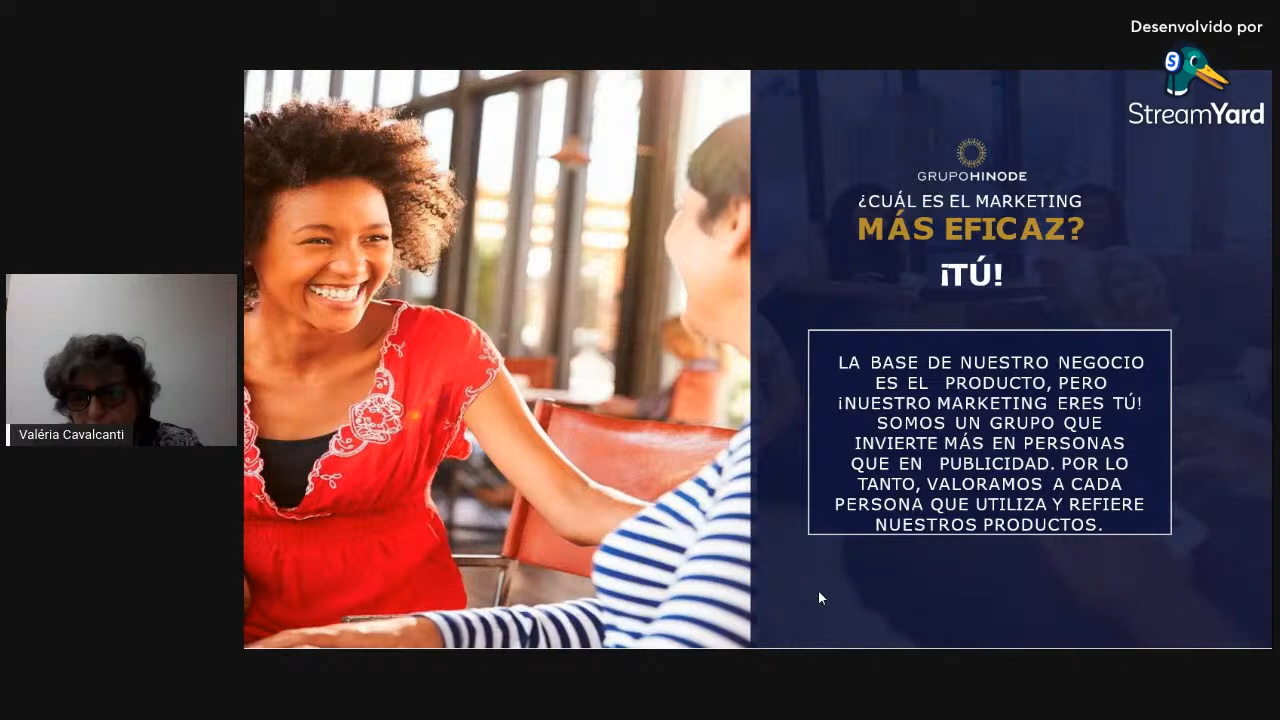 Desenvolvido por
StreamYard
GRUPOHINODE
¿CUÁL ES EL MARKETING
MÁS EFICAZ?
¡TÚ!
LA BASE DE NUESTRO NEGOCIO
ES EL PRODUCTO, PERO
¡NUESTRO MARKETING ERES TÚ!
SOMOS UN GRUPO QUE
INVIERTE MÁS EN PERSONAS
QUE EN PUBLICIDAD. POR LO
TANTO, VALORAMOS A CADA
PERSONA QUE UTILIZA Y REFIERE
NUESTROS PRODUCTOS.
Valéria Cavalcanti